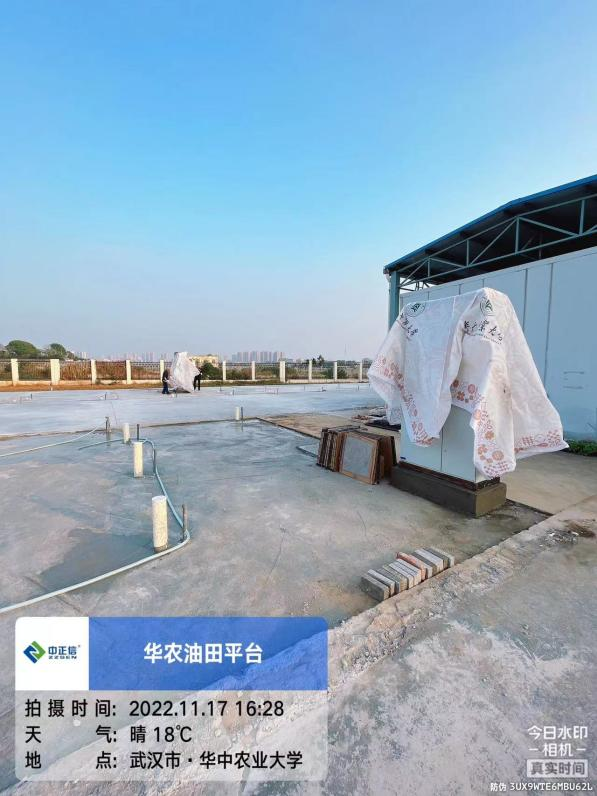 中正信
ZZSEN
华农油田平台
拍摄时间: 2022.11.17 16:28
天 气: 晴 18℃
地 点: 武汉市·华中农业大学
今日水印
-相机-
真实时间
防伪 3UX9WTE6MBU62L